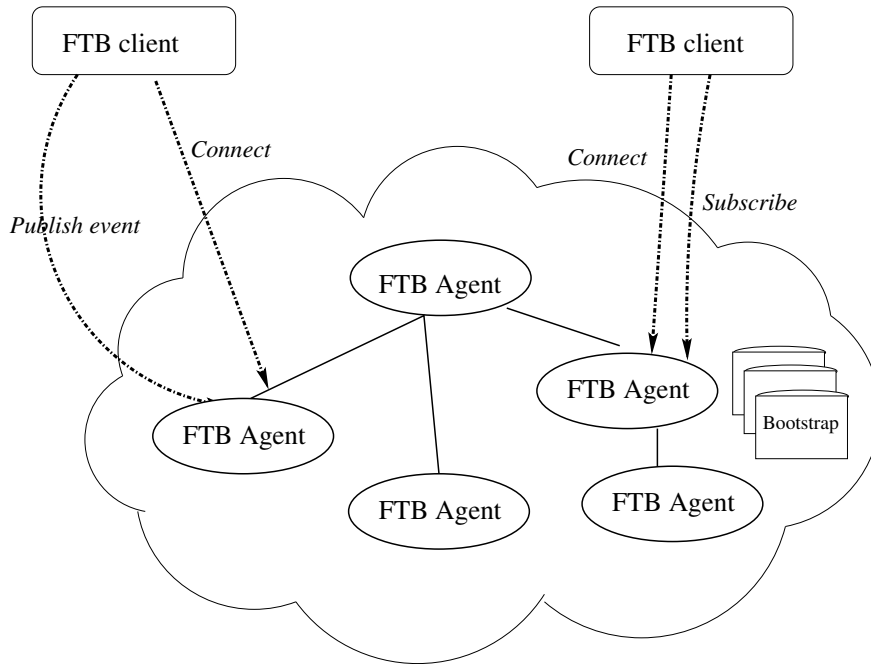 FTB client
FTB client
Connect
Connect
Subscribe
Publish event
FTB Agent
FTB Agent
FTB Agent
Bootstrap
FTB Agent
FTB Agent